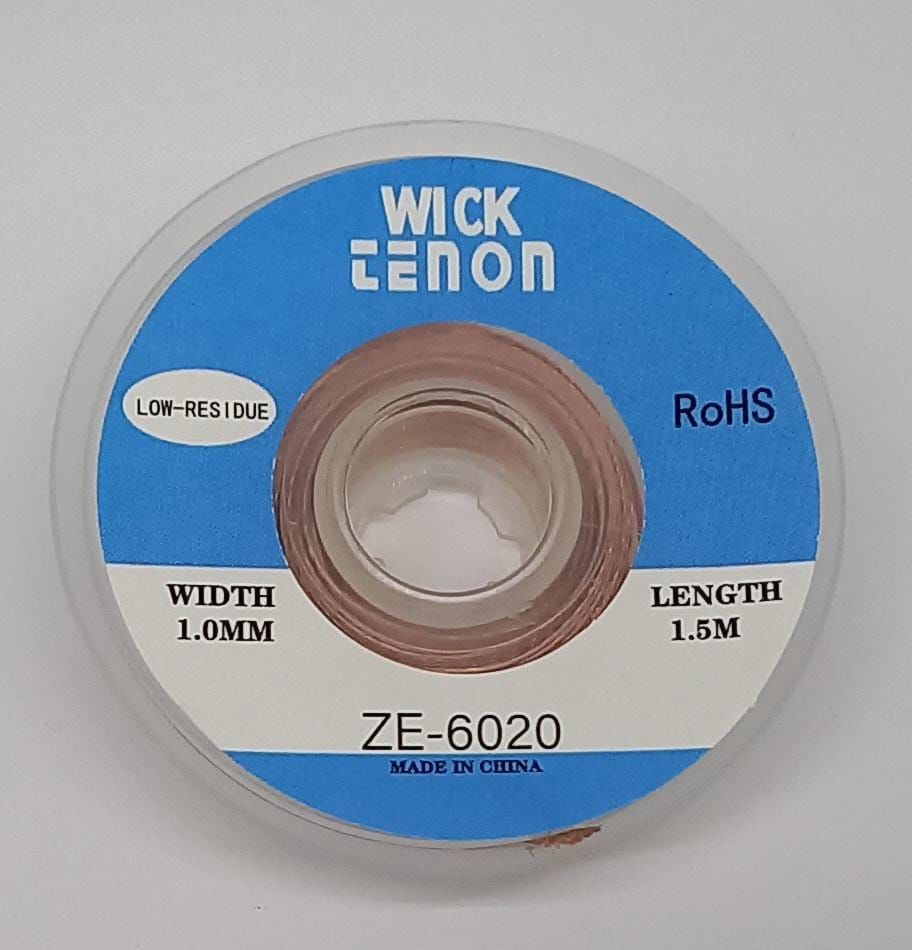 WICK
TENON
LOW-RESIDUE
RoHS
WIDTH
1.0MM
LENGTH
1.5M
ZE-6020
MADE IN CHINA